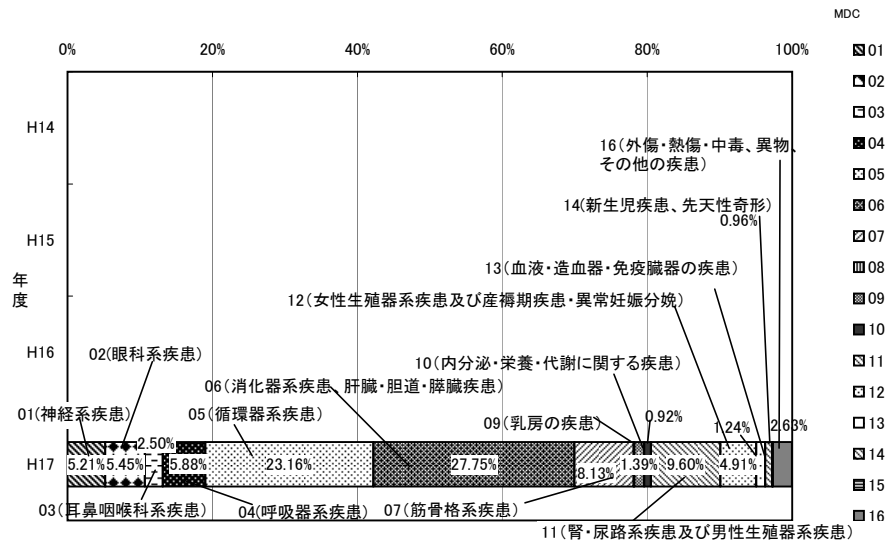 MDC
0% 20% 40% 60% 80% 100%
01
02
03
04
05
06
07
08
09
10
11
12
13
14
15
16
年度
H14
H15
H16
H17
16(外傷・熱傷・中毒、異物、
その他の疾患)
14(新生児疾患、先天性奇形)
0.96%
13(血液・造血器・免疫臓器の疾患)
12(女性生殖器系疾患及び産褥期疾患・異常妊娠分娩)
02(眼科系疾患)
10(内分泌・栄養・代謝に関する疾患)
06(消化器系疾患、肝臓・胆道・膵臓疾患)
01(神経系疾患)
05(循環器系疾患)
09(乳房の疾患)
0.92%
1.24%
2.63%
2.50%
5.21% 5.45% 5.88% 23.16% 27.75% 8.13% 1.39% 9.60% 4.91%
03(耳鼻咽喉科系疾患)
04(呼吸器系疾患)
07(筋骨格系疾患)
11(腎・尿路系疾患及び男性生殖器系疾患)